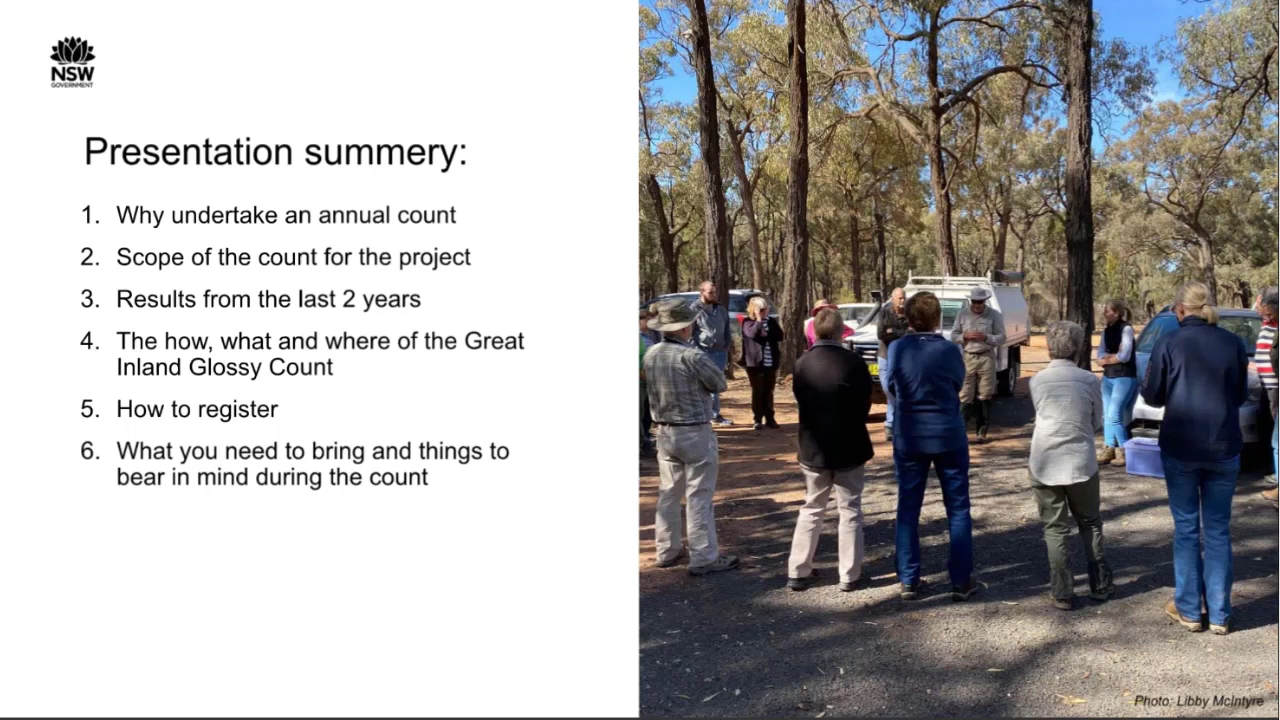 NSW
GOVERNMENT
Presentation summery:
1. Why undertake an annual count
2. Scope of the count for the project
3. Results from the last 2 years
4. The how, what and where of the Great
Inland Glossy Count
5. How to register
6. What you need to bring and things to
bear in mind during the count
Photo: Libby McIntyre